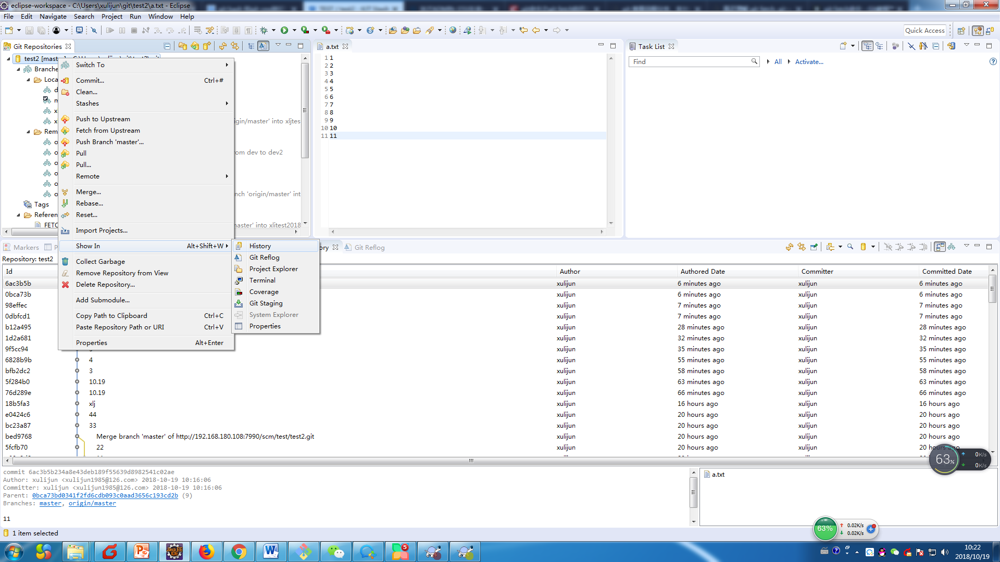 eclipse-workspace - C:\Users\xulijun\git\test2\a.txt - Eclipse
File Edit Navigate Search Project Run Window Help
Quick Access
Git Repositories
a.txt
Task List
test2 [mast
Find
All
Activate...
Branche
Loca
Rem
Tags
Referen
FETC
Switch To
Commit... Ctrl+#
Clean...
Stashes
Push to Upstream
Fetch from Upstream
Push Branch 'master'...
Pull
Pull...
Remote
Merge...
Rebase...
Reset...
Import Projects...
Show In Alt+Shift+W
Collect Garbage
Remove Repository from View
Delete Repository...
Add Submodule...
Copy Path to Clipboard Ctrl+C
Paste Repository Path or URI Ctrl+V
Properties Alt+Enter
igin/master' into xljtes
om dev to dev2
nch 'origin/master' int
aster' into xlitest2018
1 1
2 2
3 3
4 4
5 5
6 6
7 7
8 8
9 9
10 10
11 11
History
Git Reflog
Project Explorer
Terminal
Coverage
Git Staging
System Explorer
Properties
Markers
ory
Git Reflog
Repository: test2
Id Author Authored Date Committer Committed Date
6ac3b5b xulijun 6 minutes ago xulijun 6 minutes ago
0bca73b xulijun 6 minutes ago xulijun 6 minutes ago
98effec xulijun 7 minutes ago xulijun 7 minutes ago
0dbfcd1 xulijun 7 minutes ago xulijun 7 minutes ago
b12a495 xulijun 28 minutes ago xulijun 28 minutes ago
1d2a681 xulijun 32 minutes ago xulijun 32 minutes ago
9f5cc94 xulijun 35 minutes ago xulijun 35 minutes ago
6828b9b 4 xulijun 55 minutes ago xulijun 55 minutes ago
bfb2dc2 3 xulijun 58 minutes ago xulijun 58 minutes ago
5f284b0 10.19 xulijun 63 minutes ago xulijun 63 minutes ago
76d289e 10.19 xulijun 66 minutes ago xulijun 66 minutes ago
18b5fa3 xlj xulijun 16 hours ago xulijun 16 hours ago
e0424c6 44 xulijun 20 hours ago xulijun 20 hours ago
bc23a87 33 xulijun 20 hours ago xulijun 20 hours ago
bed9768 Merge branch 'master' of http://192.168.180.108:7990/scm/test/test2.git xulijun 20 hours ago xulijun 20 hours ago
5fcfb70 22 xulijun 20 hours ago xulijun 20 hours
63% 0K/s
0K/s
commit 6ac3b5b234a8e43deb189f55639d8982541c02ae
Author: xulijun <xulijun1985@126.com> 2018-10-19 10:16:06
Committer: xulijun <xulijun1985@126.com> 2018-10-19 10:16:06
Parent: 0bca73bd0341f2fd6cdb093c0aad3656c193cd2b (9)
Branches: master, origin/master
11
a.txt
1 item selected
63% 0.02K/s
0.02K/s
Java EE
IDE
5
10:22
2018/10/19